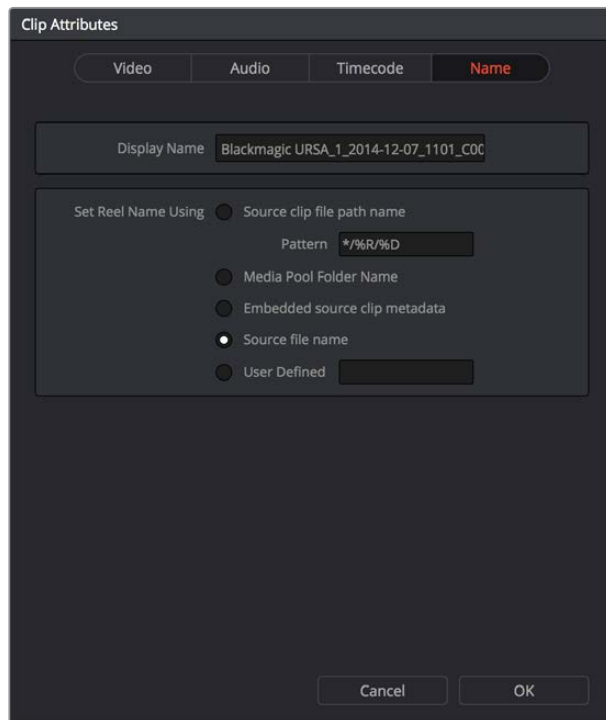 Clip Attributes
Video Audio Timecode Name
Display Name Blackmagic URSA_1_2014-12-07_1101_C00
Set Reel Name Using Source clip file path name
Pattern */%R/%D
Media Pool Folder Name
Embedded source clip metadata
Source file name
User Defined
Cancel OK